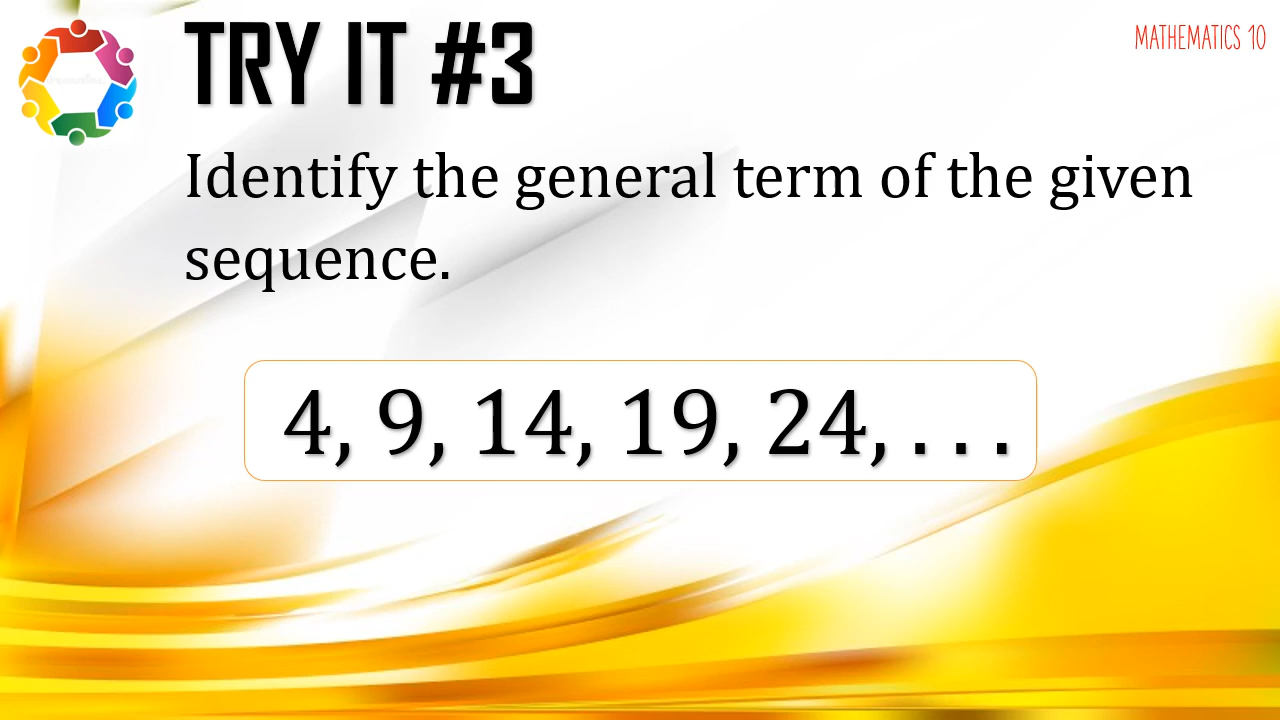 TRY IT #3
MATHEMATICS 10
Identify the general term of the given
sequence.
4, 9, 14, 19, 24, . . .